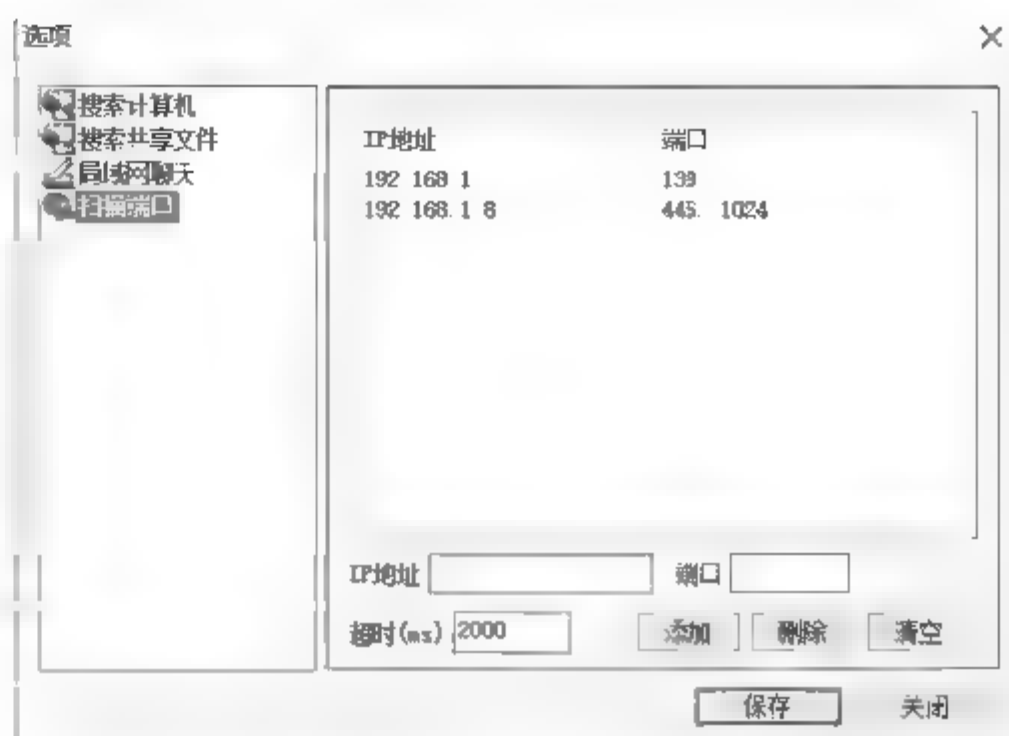 选项
搜索计算机
搜索共享文件
局域网聊天
扫描端口
IP地址 端口
192 168 1 139
192 168.1 8 445. 1024
IP地址 端口
超时(ms) 2000 添加 删除 清空
保存 关闭